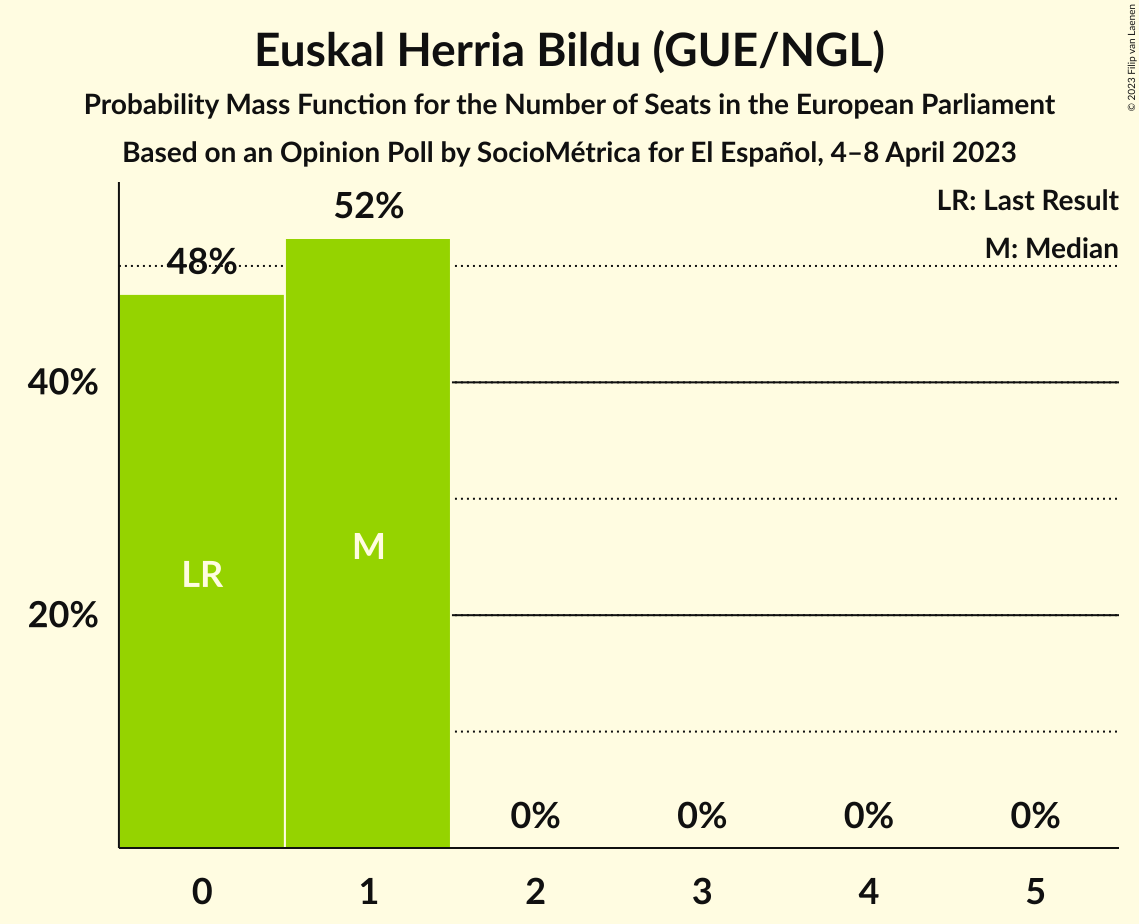 Euskal Herria Bildu (GUE/NGL)
Probability Mass Function for the Number of Seats in the European Parliament
Based on an Opinion Poll by SocioMétrica for El Español, 4–8 April 2023
© 2023 Filip van Laenen
LR: Last Result
M: Median
52%
48%
40%
20%
LR
M
0%
0%
0%
0%
0
1
2
3
4
5